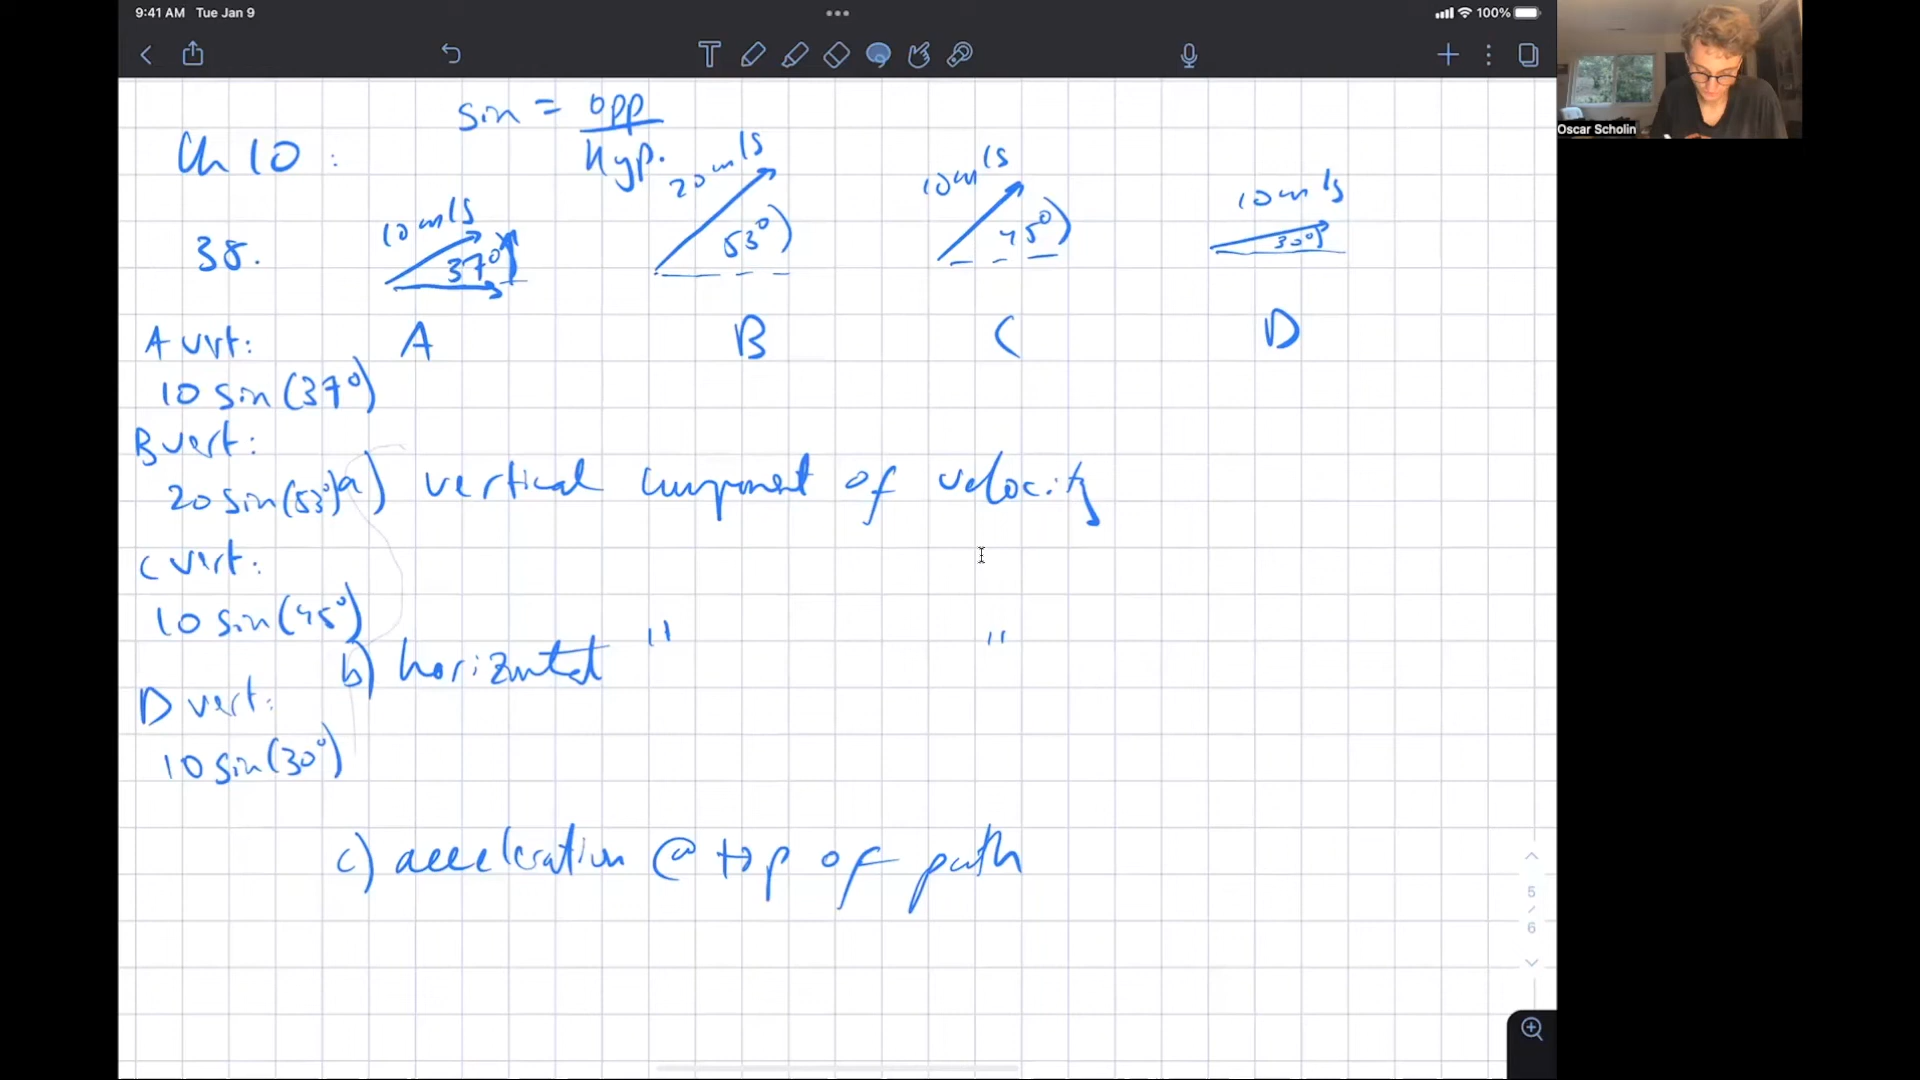 9:41 AM Tue Jan 9
100%
Oscar Scholin
sin = opp
Hyp.
Ch 10 :
38.
10 m/s
37°
20 m/s
53°
10 m/s
45°
10 m/s
30°
A
B
C
D
A vert:
10 sin (37°)
B vert:
20 sin (53°)
a) vertical component of velocity
C vert:
10 sin (45°)
b) horizontal " "
D vert:
10 sin (30°)
c) acceleration @ top of path
5
6